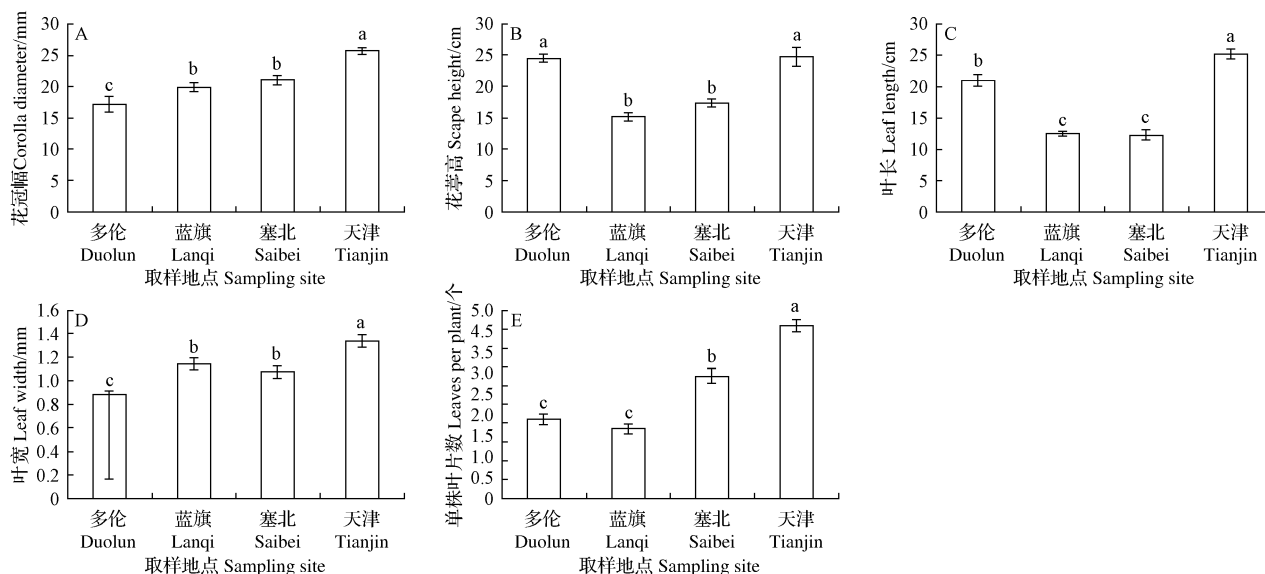 A
花冠幅Corolla diameter/mm
30
25
20
15
10
5
0
c
b
b
a
多伦
蓝旗
塞北
天津
Duolun
Lanqi
Saibei
Tianjin
取样地点 Sampling site
B
花葶高 Scape height/cm
30
25
20
15
10
5
0
a
b
b
a
多伦
蓝旗
塞北
天津
Duolun
Lanqi
Saibei
Tianjin
取样地点 Sampling site
C
叶长 Leaf length/cm
30
25
20
15
10
5
0
b
c
c
a
多伦
蓝旗
塞北
天津
Duolun
Lanqi
Saibei
Tianjin
取样地点 Sampling site
D
叶宽 Leaf width/mm
1.6
1.4
1.2
1.0
0.8
0.6
0.4
0.2
0
c
b
b
a
多伦
蓝旗
塞北
天津
Duolun
Lanqi
Saibei
Tianjin
取样地点 Sampling site
E
单株叶片数 Leaves per plant/个
5.0
4.5
3.5
3.0
2.5
2.0
1.5
1.0
0.5
0
c
c
b
a
多伦
蓝旗
塞北
天津
Duolun
Lanqi
Saibei
Tianjin
取样地点 Sampling site